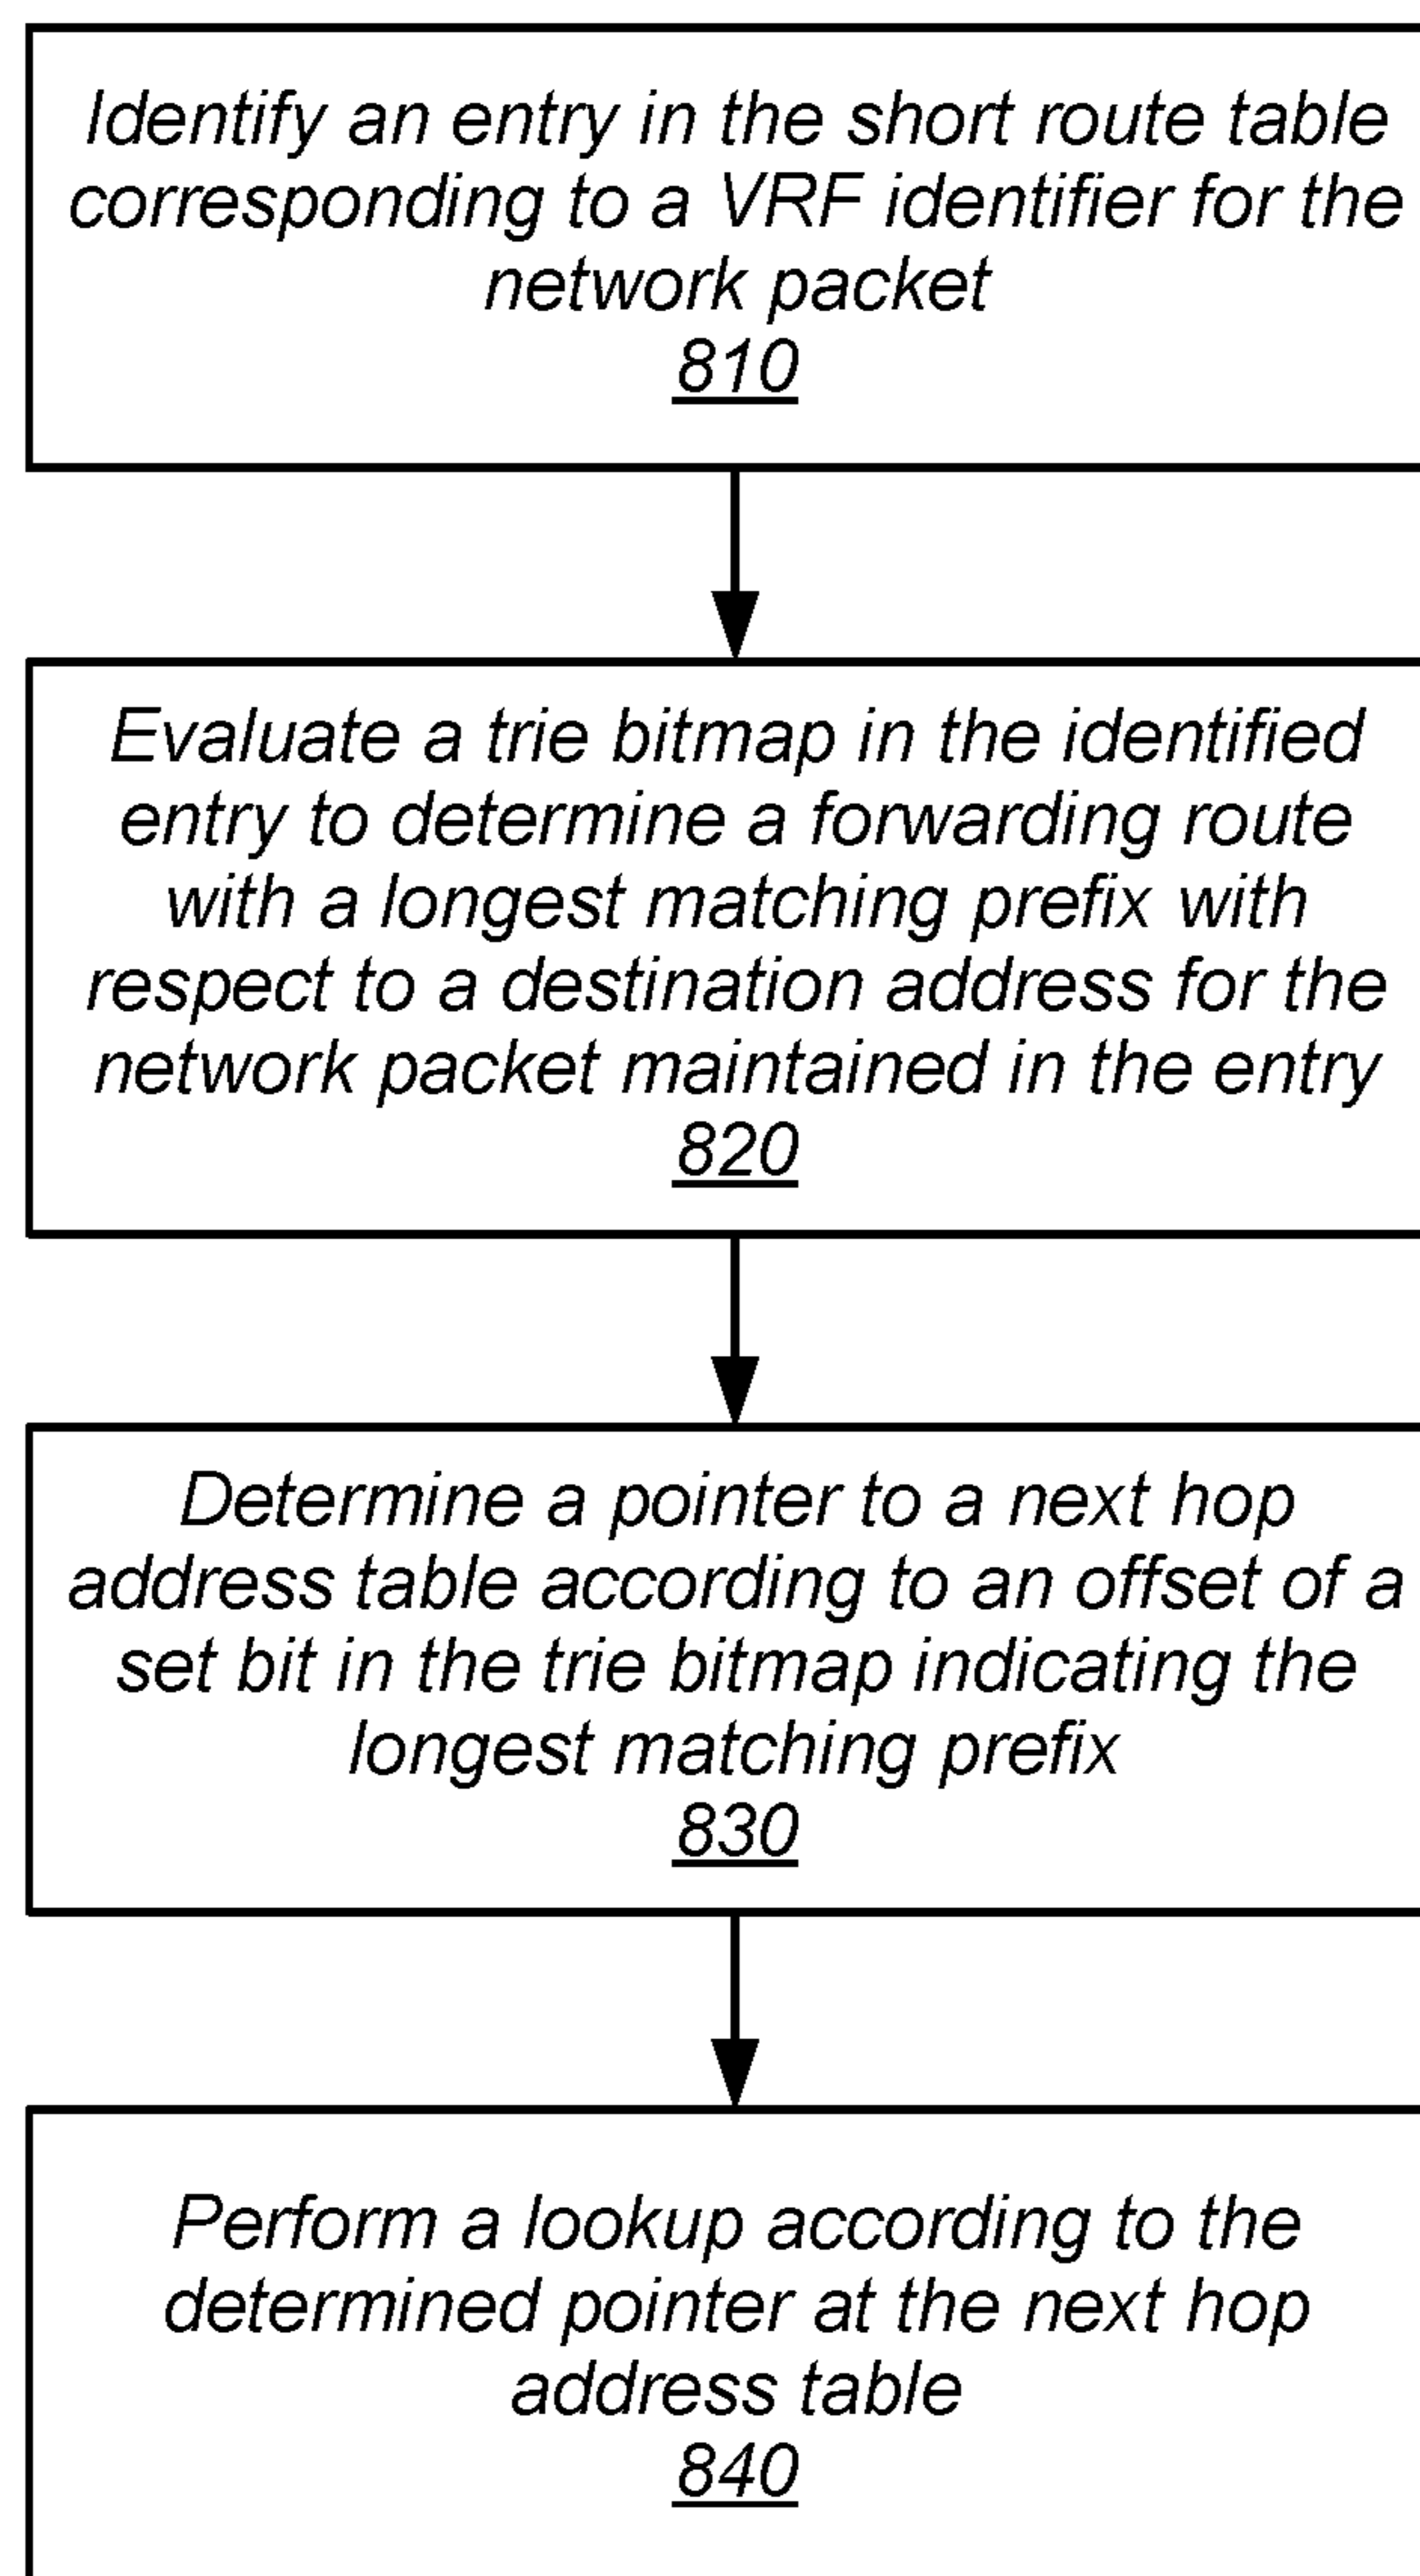 Identify an entry in the short route table
corresponding to a VRF identifier for the
network packet
810
Evaluate a trie bitmap in the identified
entry to determine a forwarding route
with a longest matching prefix with
respect to a destination address for the
network packet maintained in the entry
820
Determine a pointer to a next hop
address table according to an offset of a
set bit in the trie bitmap indicating the
longest matching prefix
830
Perform a lookup according to the
determined pointer at the next hop
address table
840